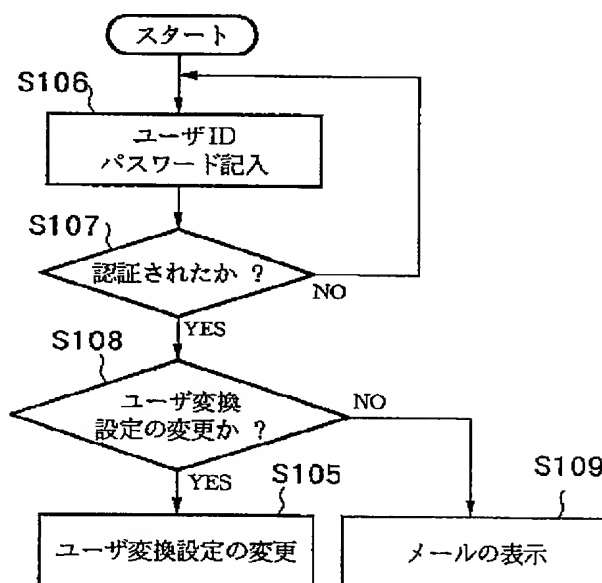 スタート
S106
ユーザID
パスワード記入
S107
認証されたか ?
NO
YES
S108
ユーザ変換
設定の変更か ?
NO
YES
S105
S109
ユーザ変換設定の変更
メールの表示